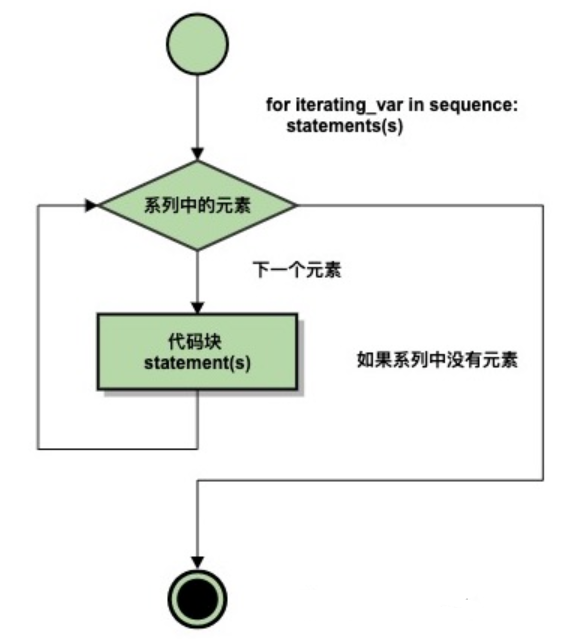 for iterating_var in sequence:
statements(s)
系列中的元素
下一个元素
代码块
statement(s)
如果系列中没有元素